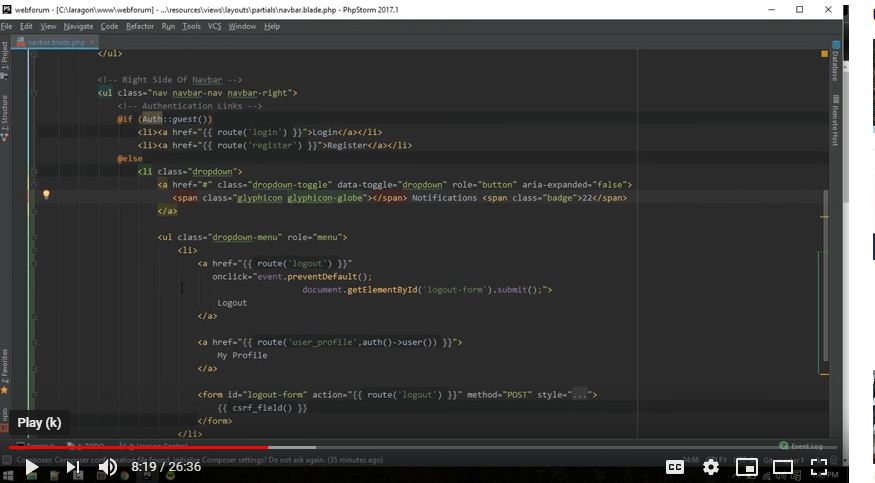 webforum - [C:\laragon\www\webforum] - ...\resources\views\layouts\partials\navbar.blade.php - PhpStorm 2017.1
File Edit View Navigate Code Refactor Run Tools VCS Window Help
navbar.blade.php
1: Project
Z: Structure
2: Favorites
npm
Database
Remote Host
</ul>
<!-- Right Side Of Navbar -->
<ul class="nav navbar-nav navbar-right">
<!-- Authentication Links -->
@if (Auth::guest())
<li><a href="{{ route('login') }}">Login</a></li>
<li><a href="{{ route('register') }}">Register</a></li>
@else
<li class="dropdown">
<a href="#" class="dropdown-toggle" data-toggle="dropdown" role="button" aria-expanded="false">
<span class="glyphicon glyphicon-globe"></span> Notifications <span class="badge">22</span>
</a>
<ul class="dropdown-menu" role="menu">
<li>
<a href="{{ route('logout') }}"
onclick="event.preventDefault();
document.getElementById('logout-form').submit();">
Logout
</a>
<a href="{{ route('user_profile',auth()->user()) }}">
My Profile
</a>
<form id="logout-form" action="{{ route('logout') }}" method="POST" style="...">
{{ csrf_field() }}
</form>
</li>
Play (k)
Terminal 6: TODO 9: Version Control Event Log
Composer: Composer configuration file found. Initialize Composer settings? Do not ask again. (35 minutes ago)
8:19 / 26:36
CC